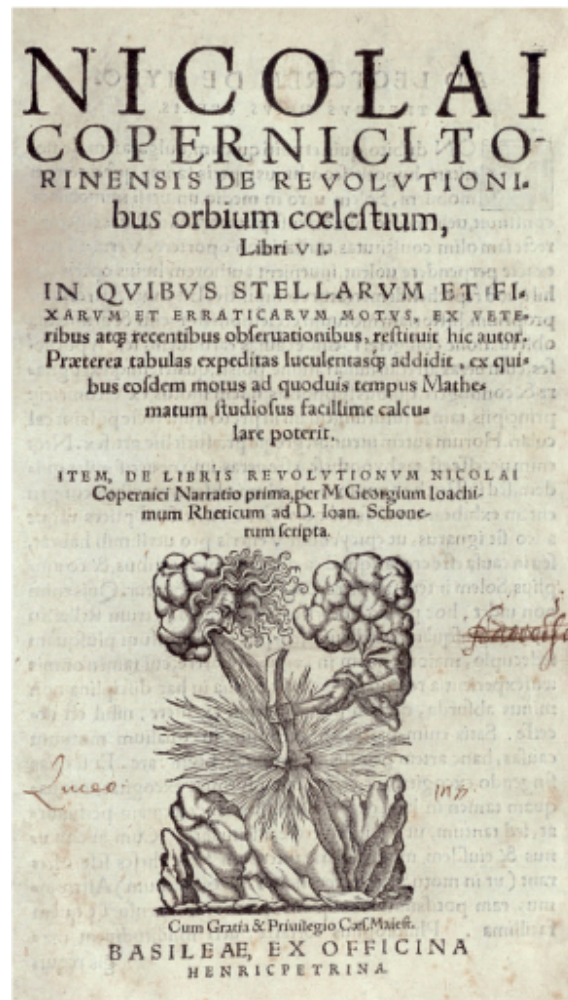 NICOLAI
COPERNICI TO-
RINENSIS DE REVOLVTIONI-
bus orbium cœlestium,
Libri VI.
IN QVIBVS STELLARVM ET FI-
XARVM ET ERRATICARVM MOTVS, EX VETE-
ribus atq; recentibus obseruationibus, restituit hic autor.
Præterea tabulas expeditas luculentasq; addidit, ex qui-
bus eosdem motus ad quoduis tempus Mathe-
matum studiosus facillime calcu-
lare poterit.
ITEM, DE LIBRIS REVOLVTIONVM NICOLAI
Copernici Narratio prima, per M. Georgium Ioachi-
mum Rheticum ad D. Ioan. Schone-
rum scripta.
Cum Gratia & Priuilegio Cæs. Maiest.
BASILEAE, EX OFFICINA
HENRICPETRINA.